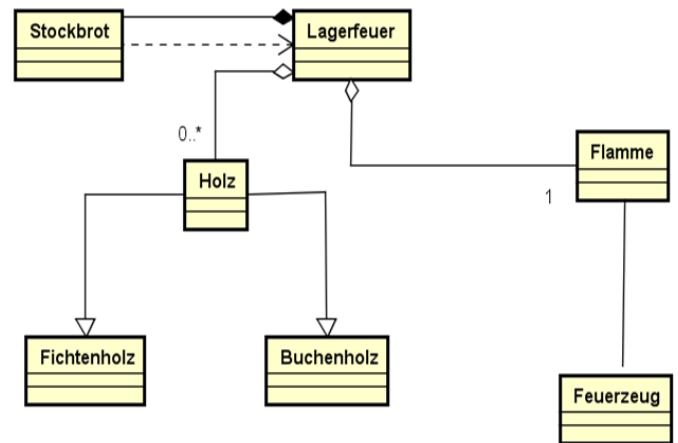 Stockbrot
Lagerfeuer
0..*
Flamme
Holz
1
Fichtenholz
Buchenholz
Feuerzeug